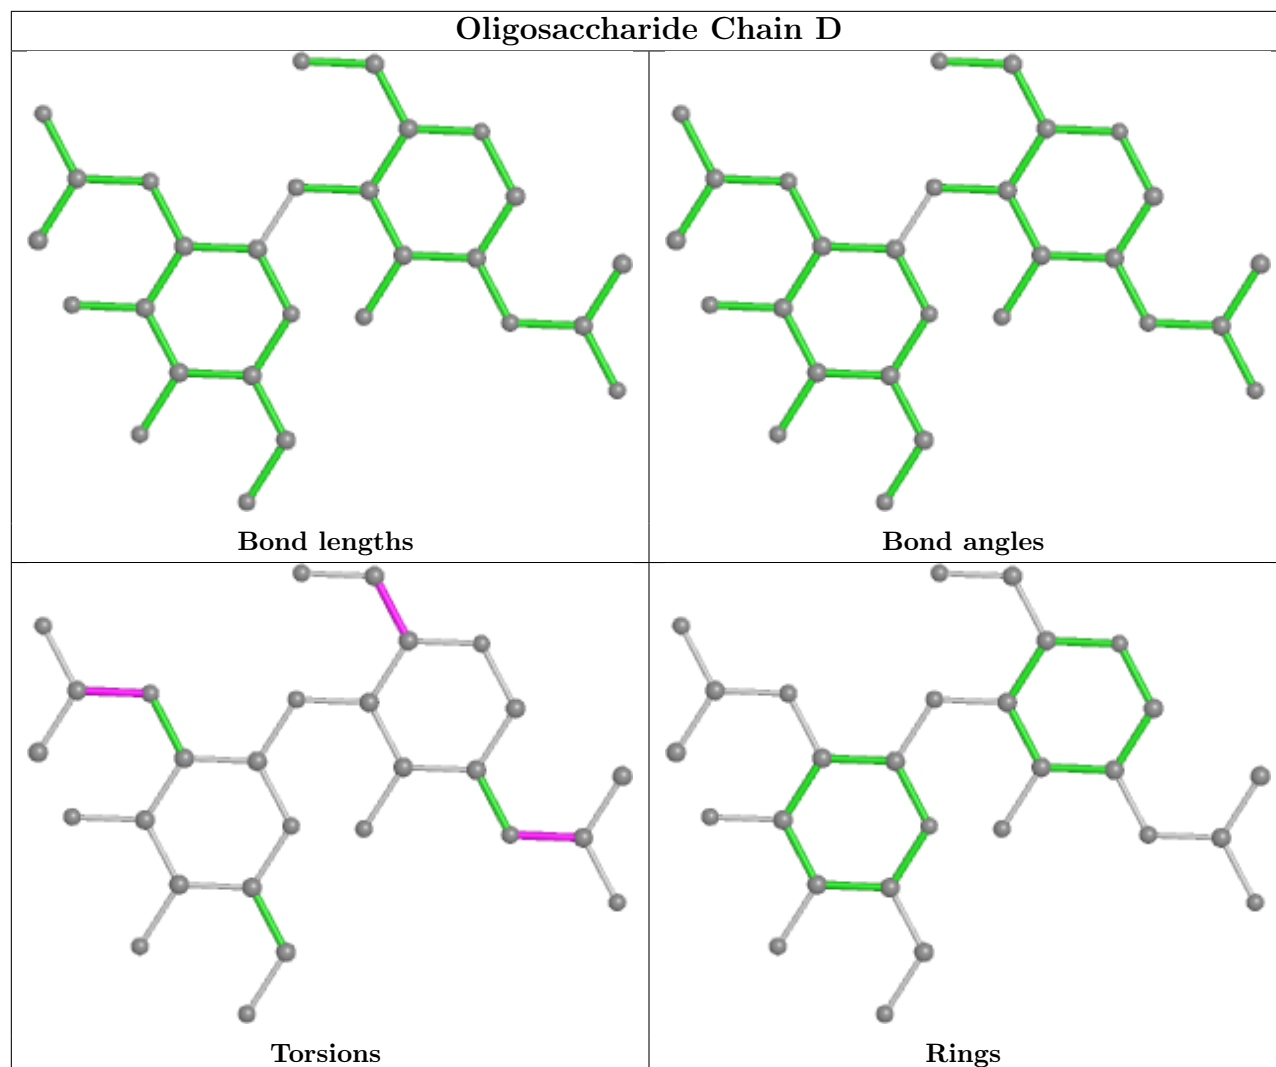 Oligosaccharide Chain D
Bond lengths
Bond angles
Torsions
Rings